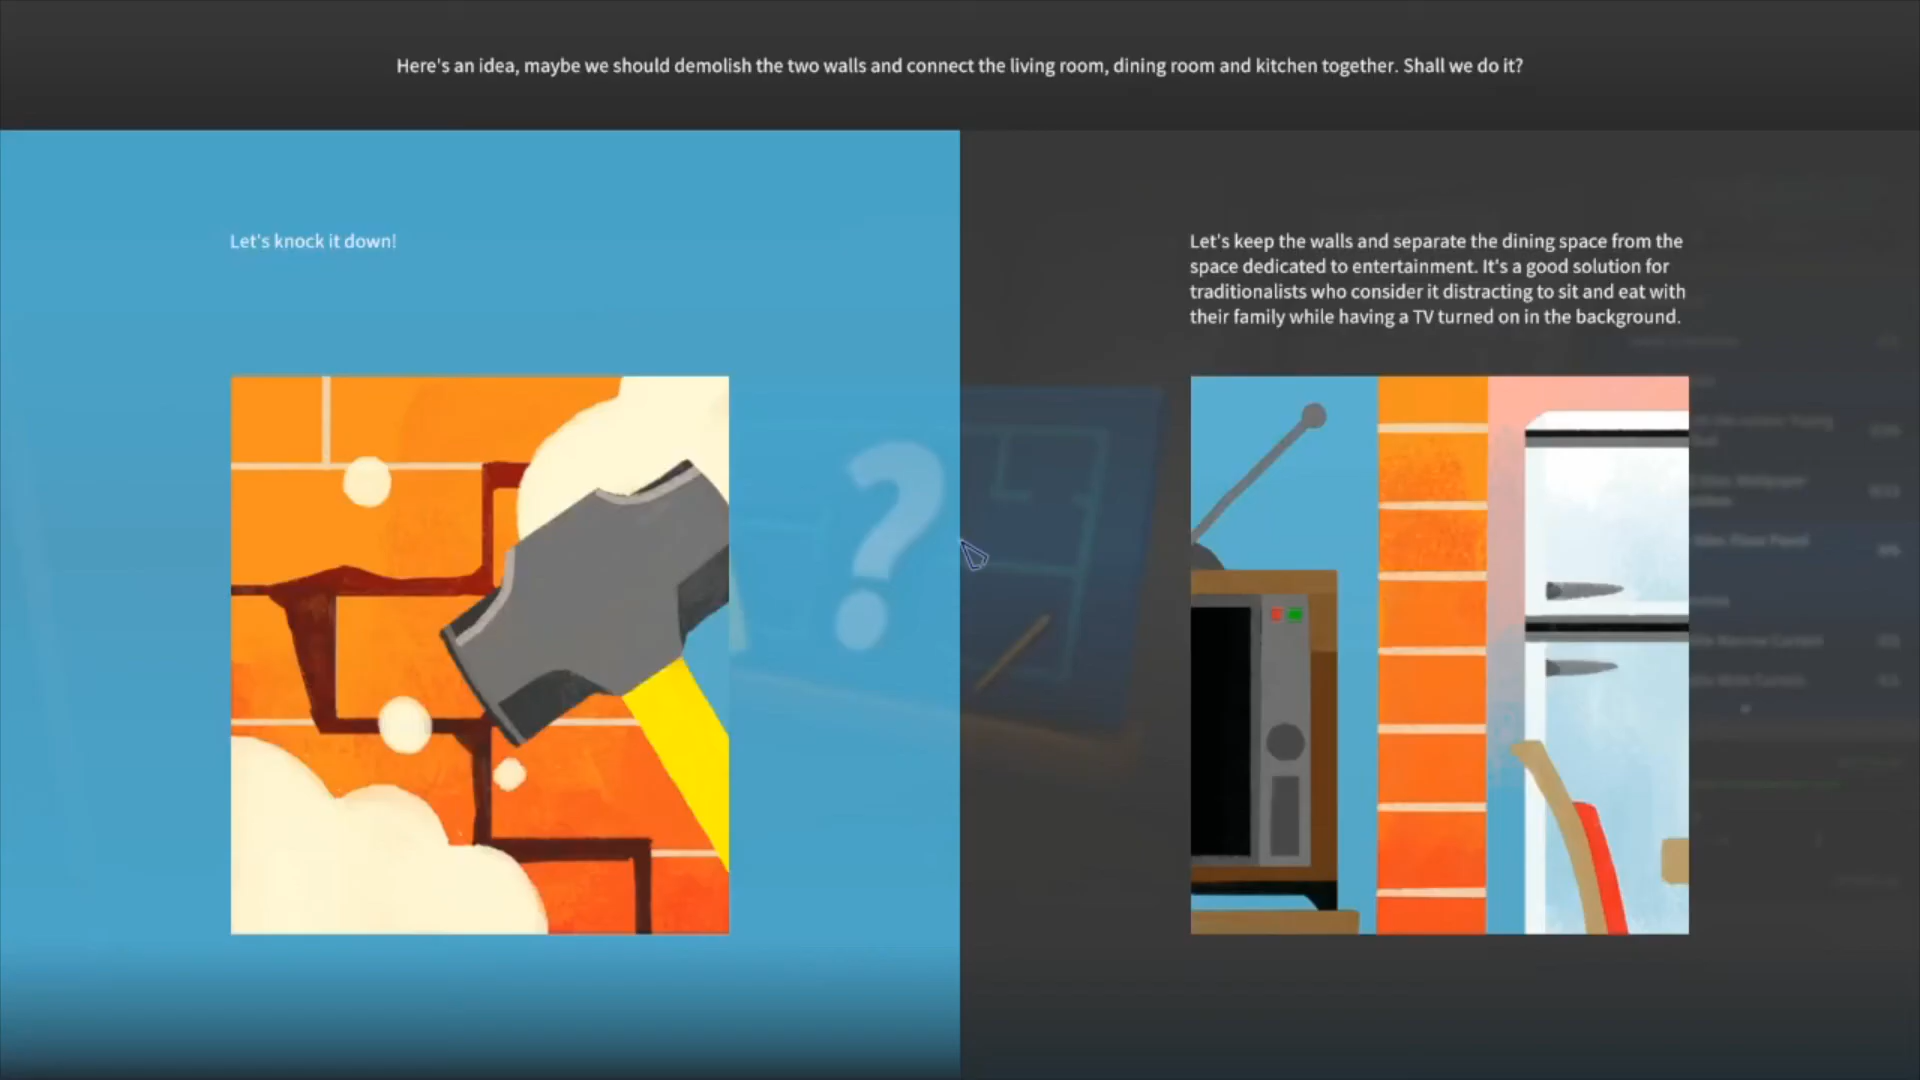 Here's an idea, maybe we should demolish the two walls and connect the living room, dining room and kitchen together. Shall we do it?
Let's knock it down!
Let's keep the walls and separate the dining space from the
space dedicated to entertainment. It's a good solution for
traditionalists who consider it distracting to sit and eat with
their family while having a TV turned on in the background.
?